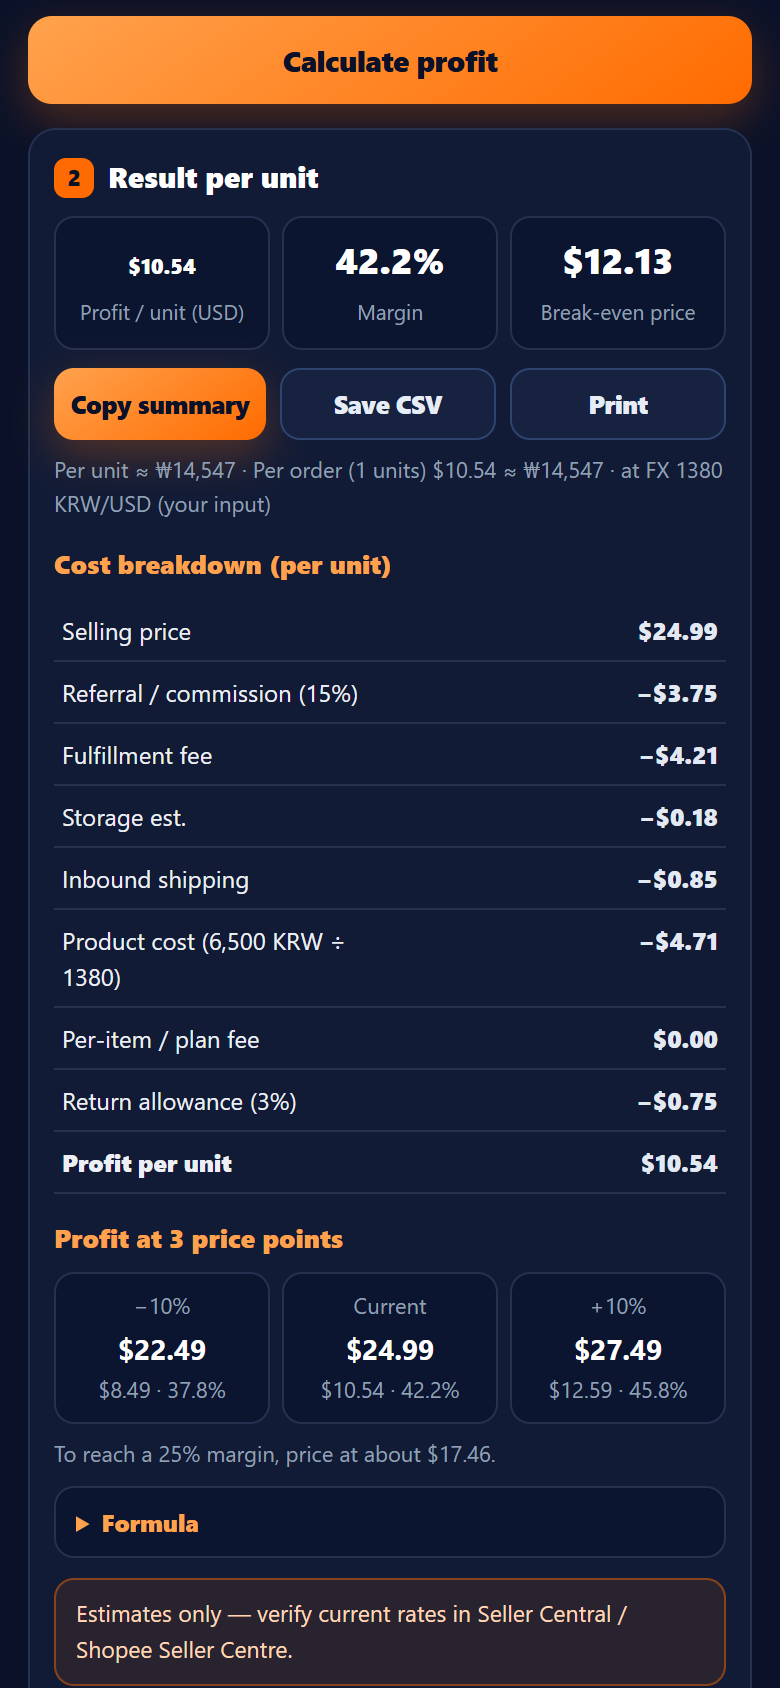 Calculate profit
2 Result per unit
$10.54 42.2% $12.13
Profit / unit (USD) Margin Break-even price
Copy summary Save CSV Print
Per unit ≈ ₩14,547 · Per order (1 units) $10.54 ≈ ₩14,547 · at FX 1380
KRW/USD (your input)
Cost breakdown (per unit)
Selling price $24.99
Referral / commission (15%) −$3.75
Fulfillment fee −$4.21
Storage est. −$0.18
Inbound shipping −$0.85
Product cost (6,500 KRW ÷ −$4.71
1380)
Per-item / plan fee $0.00
Return allowance (3%) −$0.75
Profit per unit $10.54
Profit at 3 price points
−10% Current +10%
$22.49 $24.99 $27.49
$8.49 · 37.8% $10.54 · 42.2% $12.59 · 45.8%
To reach a 25% margin, price at about $17.46.
▶ Formula
Estimates only — verify current rates in Seller Central /
Shopee Seller Centre.